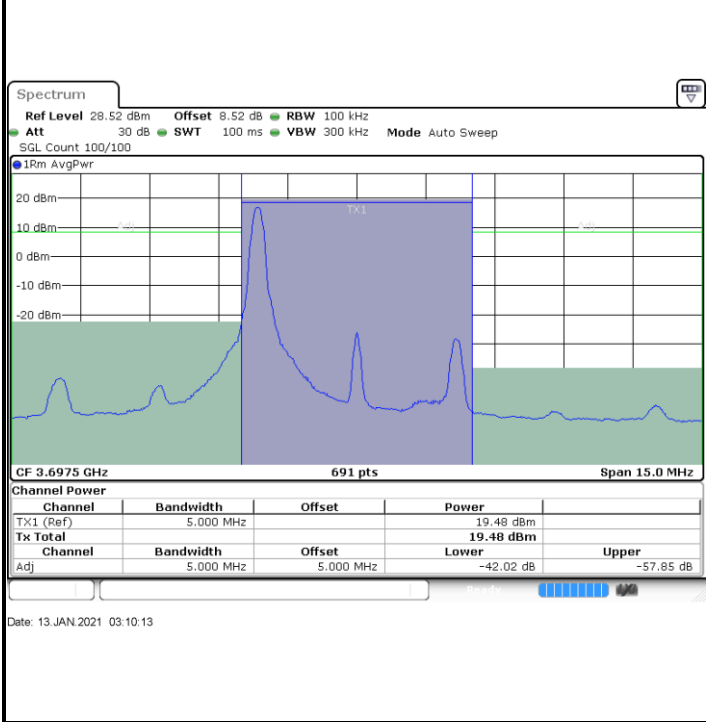 Spectrum
Ref Level 28.52 dBm Offset 8.52 dB RBW 100 kHz
Att 30 dB SWT 100 ms VBW 300 kHz Mode Auto Sweep
SGL Count 100/100
1Rm AvgPwr
20 dBm
TX1
10 dBm
Adj
Adj
0 dBm
-10 dBm
-20 dBm
CF 3.6975 GHz 691 pts Span 15.0 MHz
Channel Power
Channel Bandwidth Offset Power
TX1 (Ref) 5.000 MHz 19.48 dBm
Tx Total 19.48 dBm
Channel Bandwidth Offset Lower Upper
Adj 5.000 MHz 5.000 MHz -42.02 dB -57.85 dB
Ready
Date: 13.JAN.2021 03:10:13